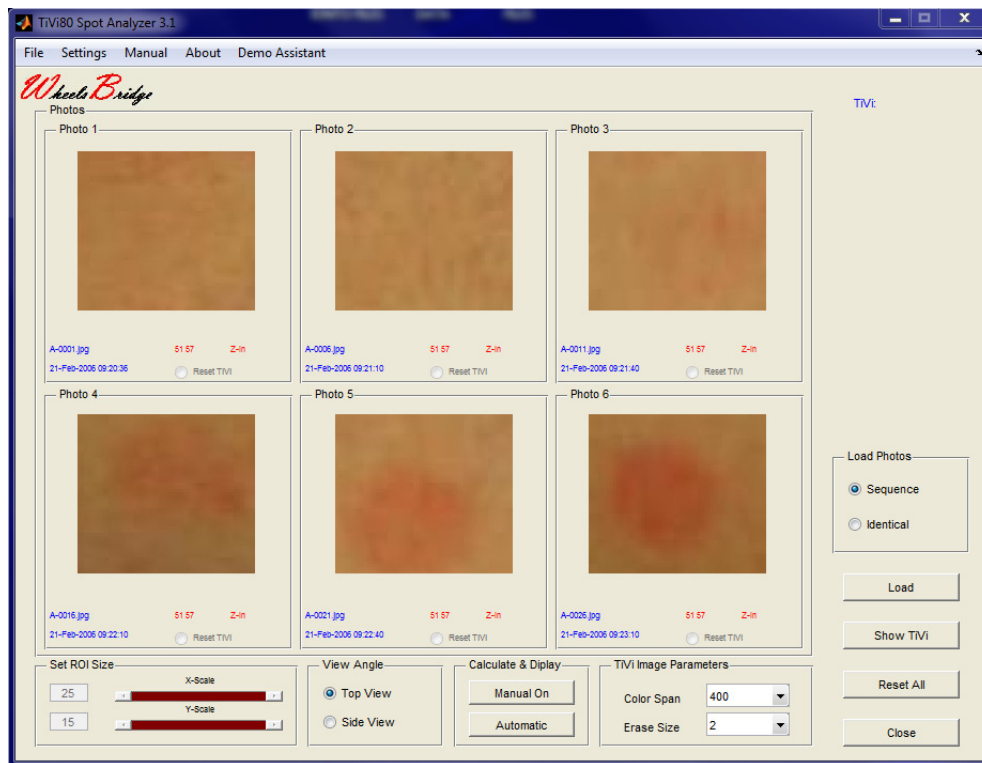 TiVi80 Spot Analyzer 3.1
File Settings Manual About Demo Assistant
WheelsBridge
TiVi:
Photos
Photo 1
A-0001.jpg 51 57 Z-In
21-Feb-2006 09:20:36 Reset TiVi
Photo 2
A-0006.jpg 51 57 Z-In
21-Feb-2006 09:21:10 Reset TiVi
Photo 3
A-0011.jpg 51 57 Z-In
21-Feb-2006 09:21:40 Reset TiVi
Photo 4
A-0016.jpg 51 57 Z-In
21-Feb-2006 09:22:10 Reset TiVi
Photo 5
A-0021.jpg 51 57 Z-In
21-Feb-2006 09:22:40 Reset TiVi
Photo 6
A-0026.jpg 51 57 Z-In
21-Feb-2006 09:23:10 Reset TiVi
Load Photos
Sequence
Identical
Load
Show TiVi
Reset All
Close
Set ROI Size
X-Scale
25
Y-Scale
15
View Angle
Top View
Side View
Calculate & Diplay
Manual On
Automatic
TiVi Image Parameters
Color Span 400
Erase Size 2